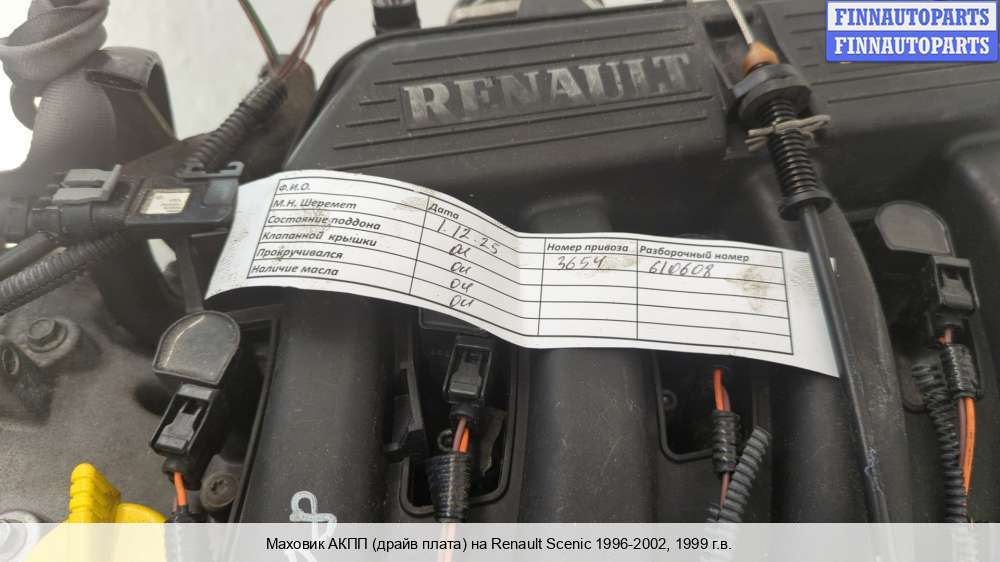 FINNAUTOPARTS
FINNAUTOPARTS
RENAULT
Ф.И.О. Дата Номер привоза Разборочный номер
М.Н. Шеремет 1.12.25 3654 610608
Состояние поддона ОК
Клапанной крышки ОК
Прокручивался ОК
Наличие масла ОК
Маховик АКПП (драйв плата) на Renault Scenic 1996-2002, 1999 г.в.